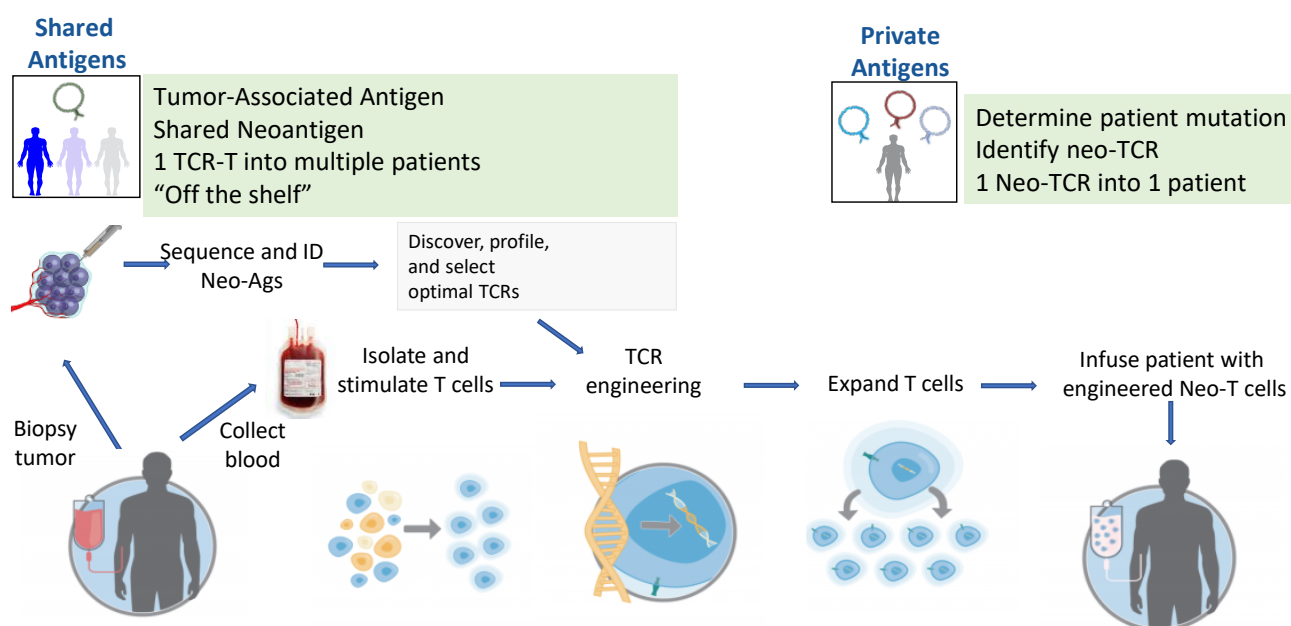 Shared
Antigens
Tumor-Associated Antigen
Shared Neoantigen
1 TCR-T into multiple patients
“Off the shelf”
Private
Antigens
Determine patient mutation
Identify neo-TCR
1 Neo-TCR into 1 patient
Sequence and ID
Neo-Ags
Discover, profile,
and select
optimal TCRs
Isolate and
stimulate T cells
TCR
engineering
Expand T cells
Infuse patient with
engineered Neo-T cells
Biopsy
tumor
Collect
blood